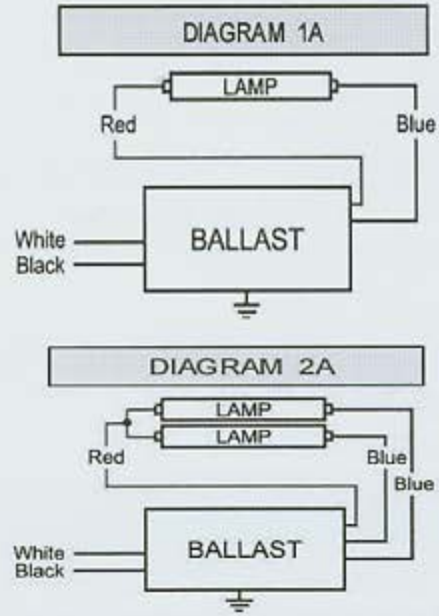 DIAGRAM 1A
LAMP
Red
Blue
BALLAST
White
Black
DIAGRAM 2A
LAMP
LAMP
Red
Blue
Blue
BALLAST
White
Black